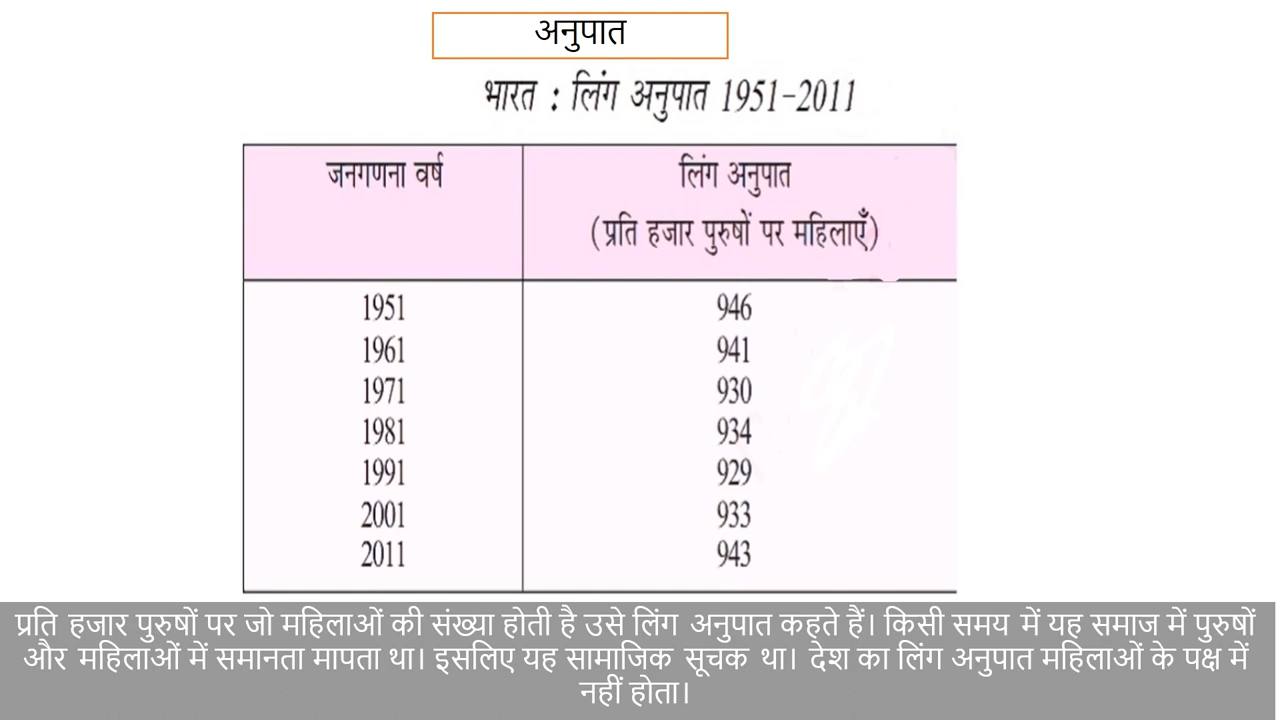 अनुपात
भारत : लिंग अनुपात 1951-2011
जनगणना वर्ष लिंग अनुपात
(प्रति हजार पुरुषों पर महिलाएँ)
1951 946
1961 941
1971 930
1981 934
1991 929
2001 933
2011 943
प्रति हजार पुरुषों पर जो महिलाओं की संख्या होती है उसे लिंग अनुपात कहते हैं। किसी समय में यह समाज में पुरुषों
और महिलाओं में समानता मापता था। इसलिए यह सामाजिक सूचक था। देश का लिंग अनुपात महिलाओं के पक्ष में
नहीं होता।